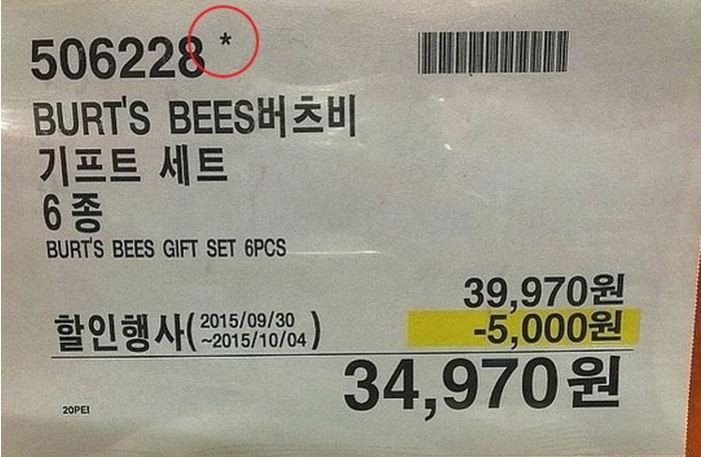 506228 *
BURT'S BEES버츠비
기프트 세트
6종
BURT'S BEES GIFT SET 6PCS
39,970원
할인행사(2015/09/30 ~2015/10/04) -5,000원
34,970원
20PEI